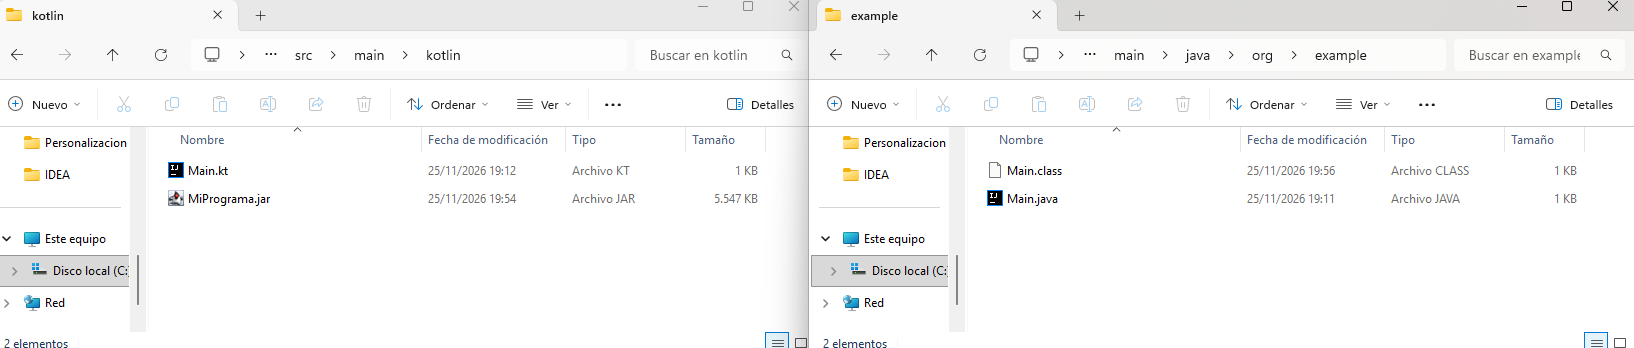 kotlin
src main kotlin
Buscar en kotlin
Nuevo Ordenar Ver Detalles
Nombre Fecha de modificación Tipo Tamaño
Personalizacion
IDEA
Main.kt 25/11/2026 19:12 Archivo KT 1 KB
MiPrograma.jar 25/11/2026 19:54 Archivo JAR 5.547 KB
Este equipo
Disco local (C:)
Red
2 elementos
example
main java org example
Buscar en example
Nuevo Ordenar Ver Detalles
Nombre Fecha de modificación Tipo Tamaño
Personalizacion
IDEA
Main.class 25/11/2026 19:56 Archivo CLASS 1 KB
Main.java 25/11/2026 19:11 Archivo JAVA 1 KB
Este equipo
Disco local (C:
Red
2 elementos